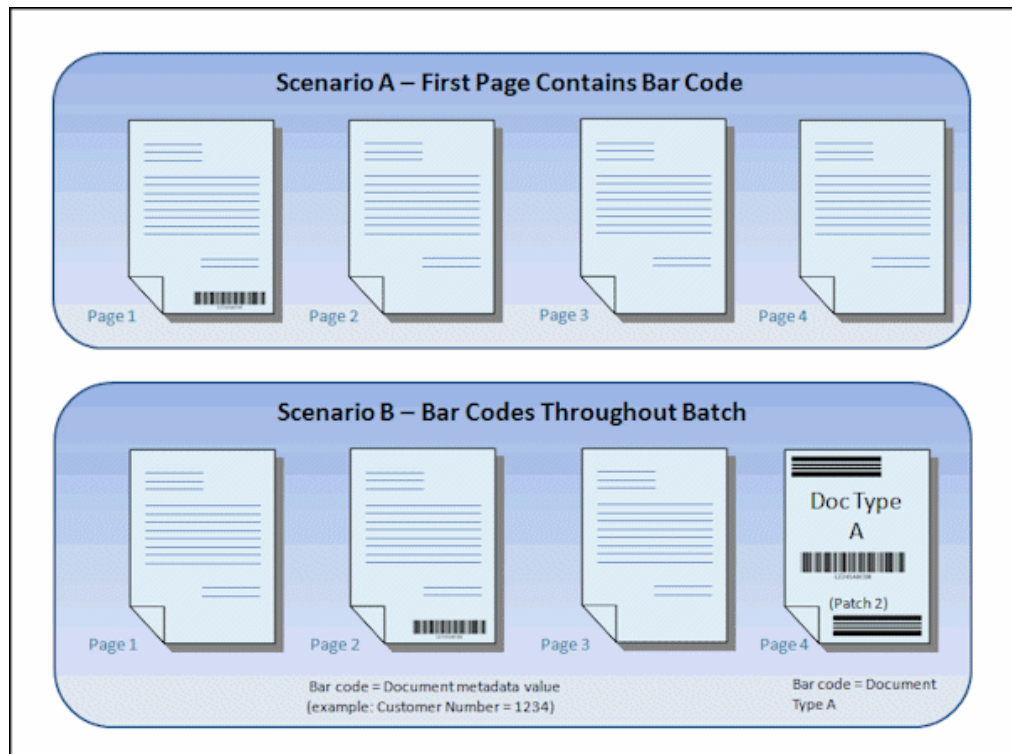 Scenario A – First Page Contains Bar Code
Page 1
Page 2
Page 3
Page 4
Scenario B – Bar Codes Throughout Batch
Doc Type
A
(Patch 2)
Page 1
Page 2
Page 3
Page 4
Bar code = Document metadata value
(example: Customer Number = 1234)
Bar code = Document
Type A